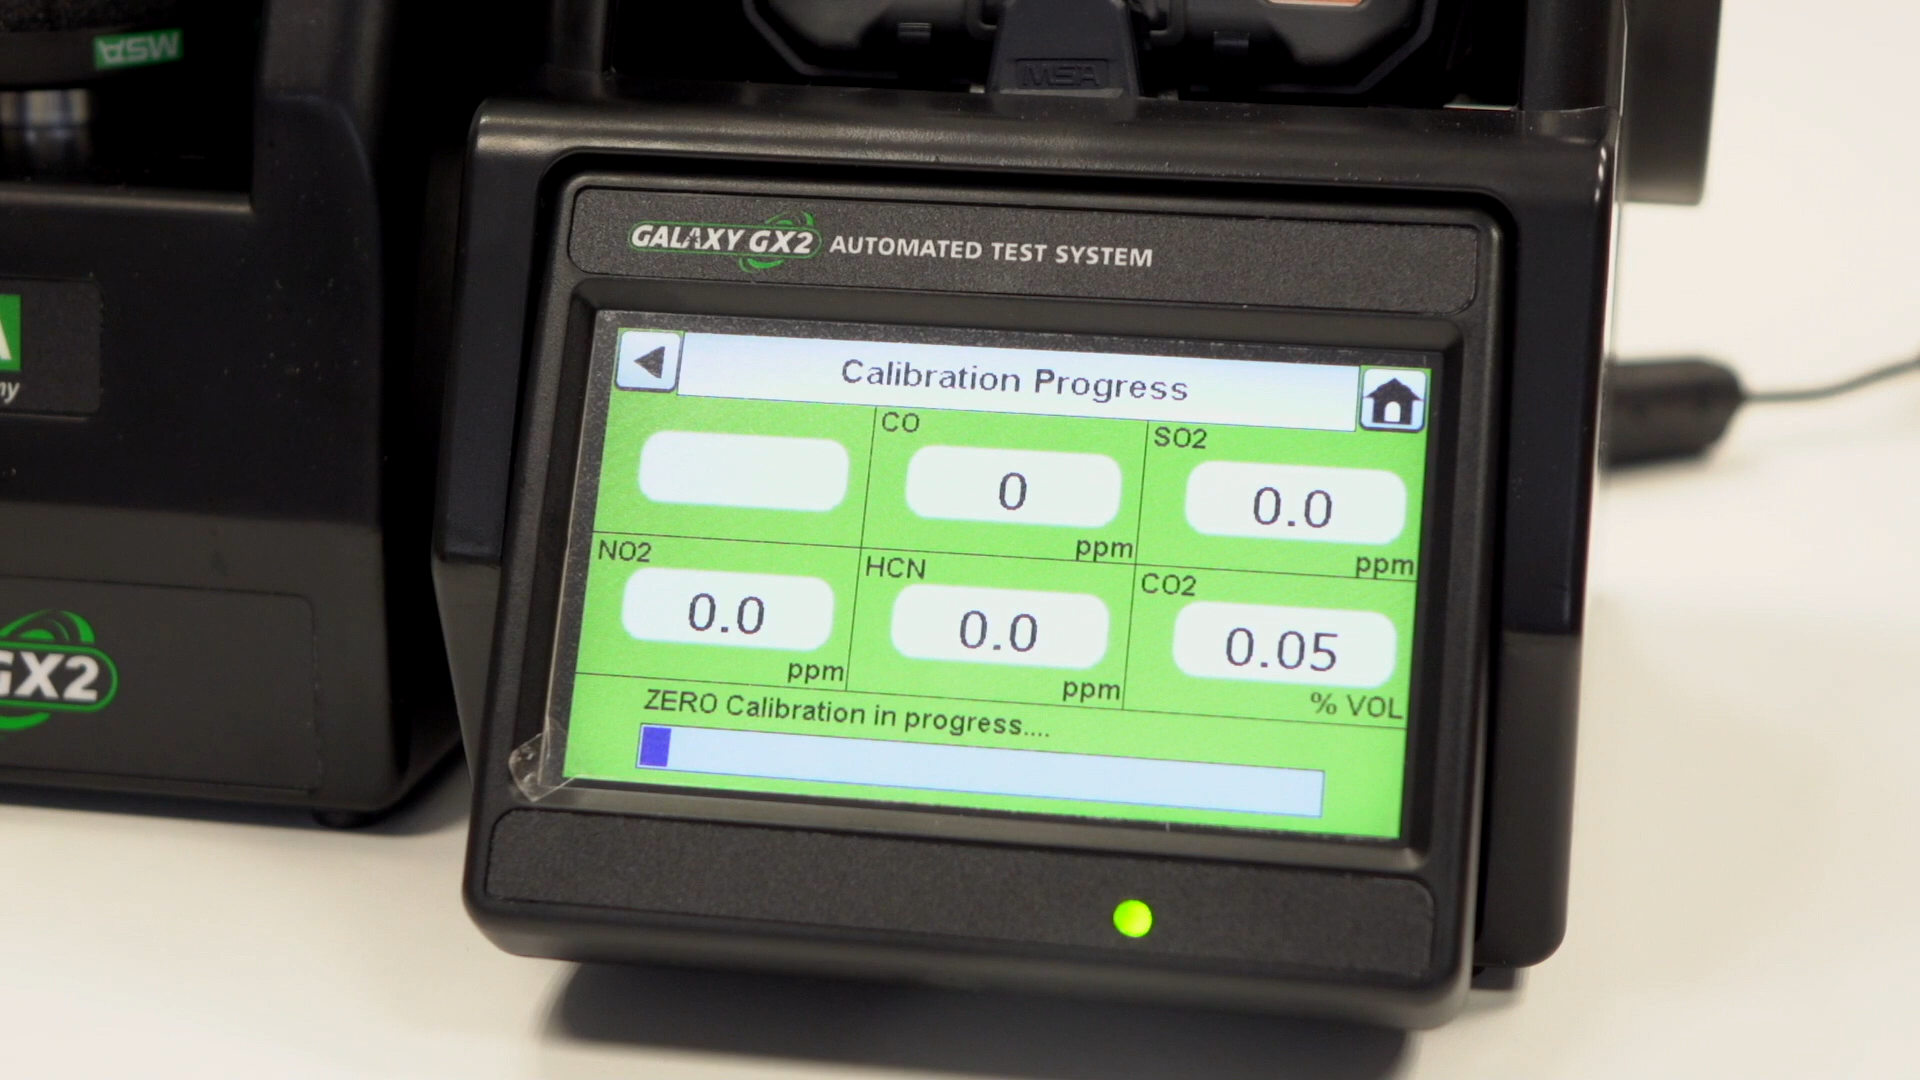 MSA
MSA
GALAXY GX2 AUTOMATED TEST SYSTEM
Calibration Progress
CO
0
ppm
SO2
0.0
ppm
NO2
0.0
ppm
HCN
0.0
ppm
CO2
0.05
% VOL
ZERO Calibration in progress....
A
ny
GX2